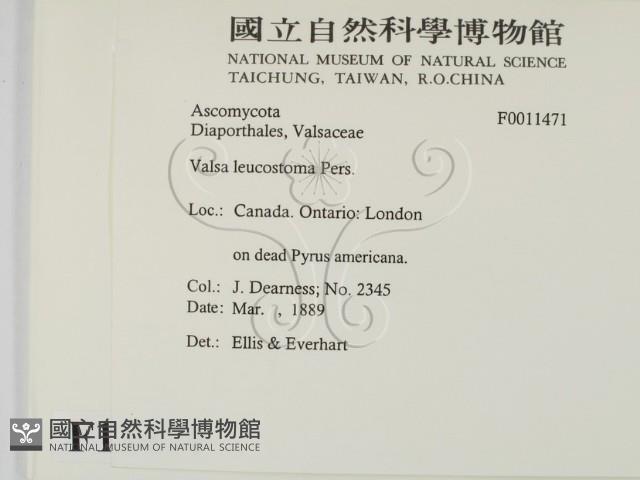 國立自然科學博物館
NATIONAL MUSEUM OF NATURAL SCIENCE
TAICHUNG, TAIWAN, R.O.CHINA
Ascomycota F0011471
Diaporthales, Valsaceae
Valsa leucostoma Pers.
Loc.: Canada. Ontario: London
on dead Pyrus americana.
Col.: J. Dearness; No. 2345
Date: Mar. , 1889
Det.: Ellis & Everhart
國立自然科學博物館
NATIONAL MUSEUM OF NATURAL SCIENCE